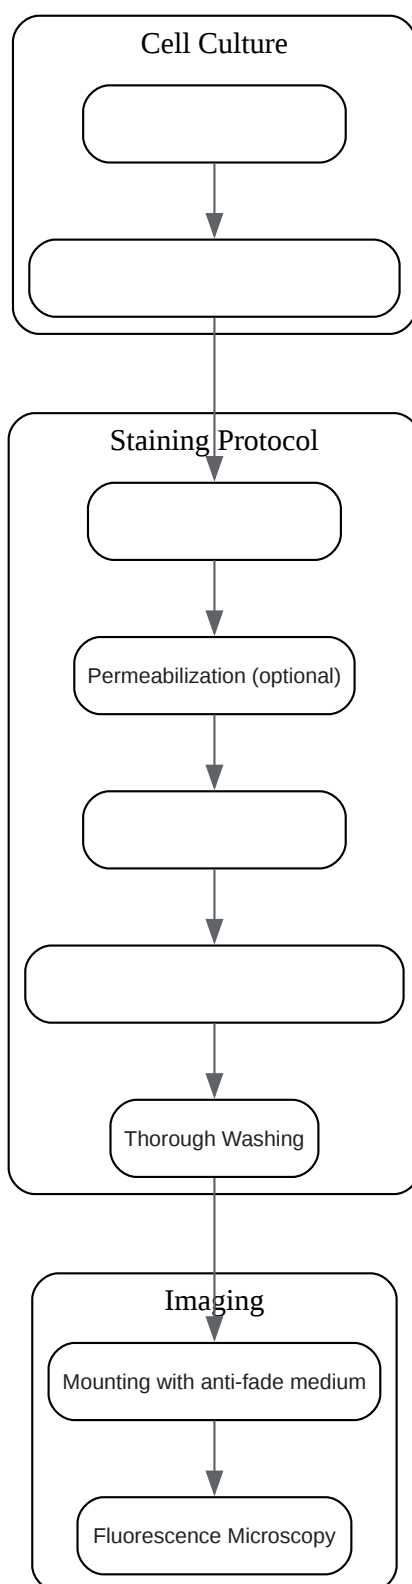 Cell Culture
Staining Protocol
Permeabilization (optional)
Thorough Washing
Imaging
Mounting with anti-fade medium
Fluorescence Microscopy